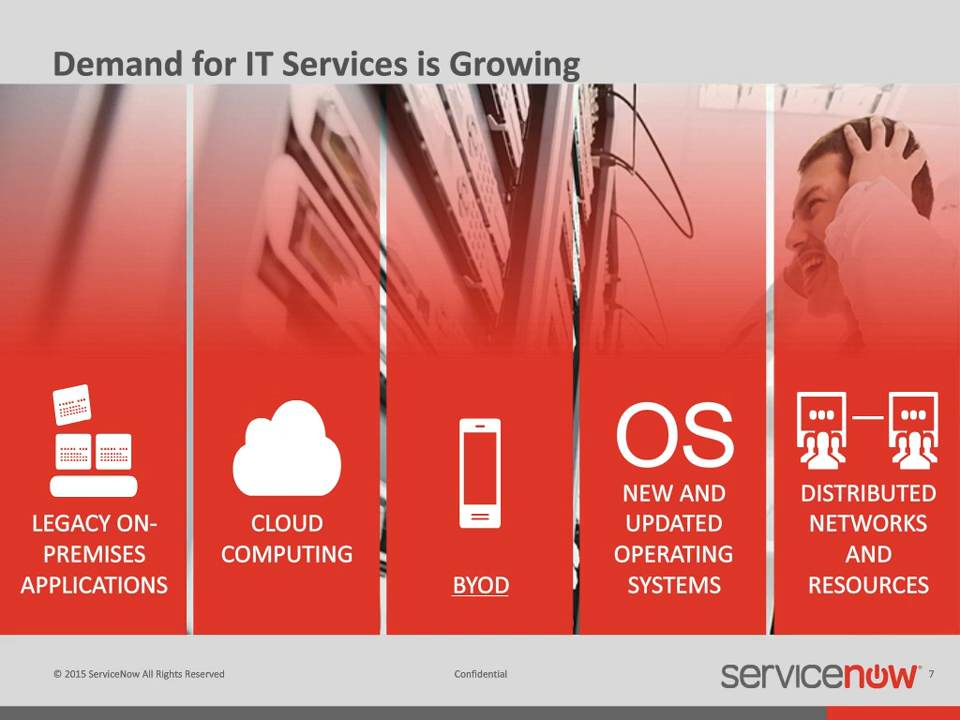 Demand for IT Services is Growing
LEGACY ON-
PREMISES
APPLICATIONS
CLOUD
COMPUTING
BYOD
OS
NEW AND
UPDATED
OPERATING
SYSTEMS
DISTRIBUTED
NETWORKS
AND
RESOURCES
© 2015 ServiceNow All Rights Reserved
Confidential
servicenow®
7